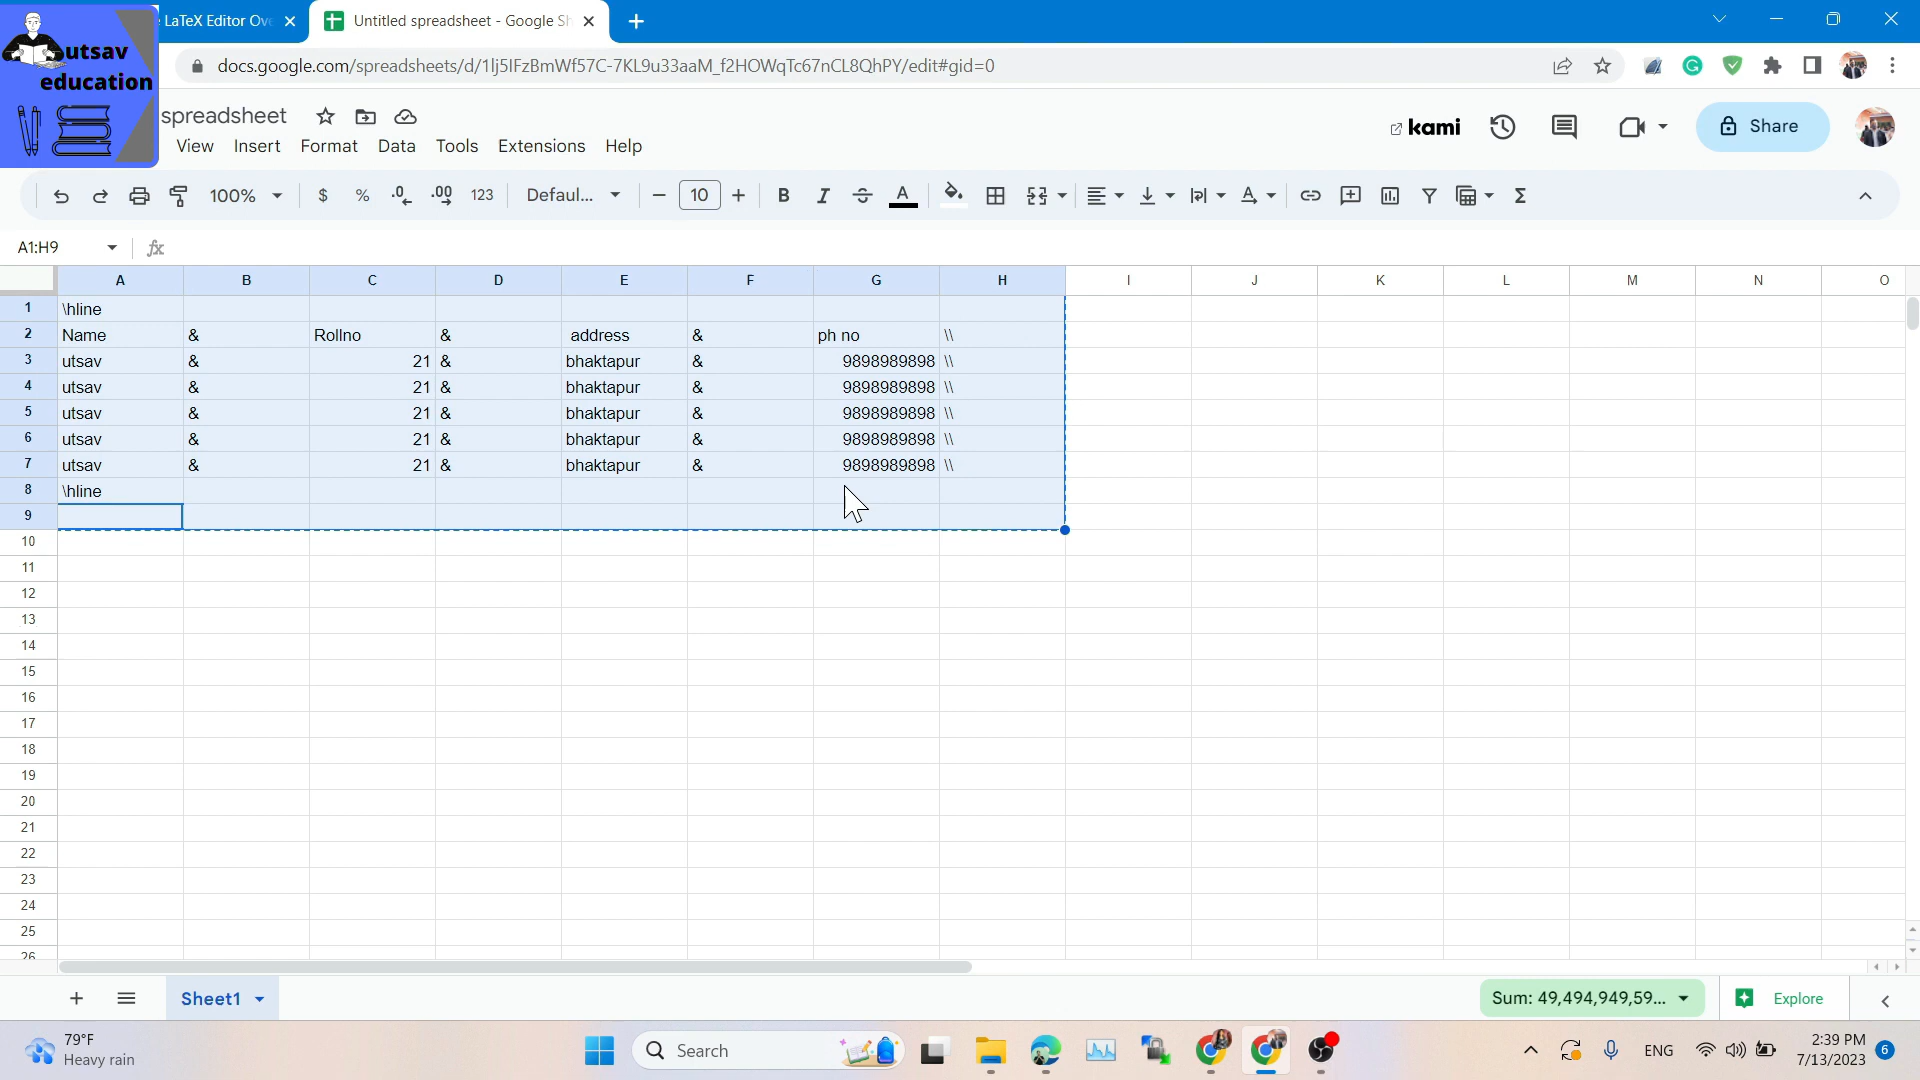 utsav
education
LaTeX Editor Ove
Untitled spreadsheet - Google Sh
docs.google.com/spreadsheets/d/1lj5IFzBmWf57C-7KL9u33aaM_f2HOWqTc67nCL8QhPY/edit#gid=0
spreadsheet
kami
Share
View Insert Format Data Tools Extensions Help
100% $ % .0 .00 123 Defaul... 10 B I S A
A1:H9 fx
A B C D E F G H I J K L M N O
1 \hline
2 Name & Rollno & address & ph no \\
3 utsav & 21 & bhaktapur & 9898989898 \\
4 utsav & 21 & bhaktapur & 9898989898 \\
5 utsav & 21 & bhaktapur & 9898989898 \\
6 utsav & 21 & bhaktapur & 9898989898 \\
7 utsav & 21 & bhaktapur & 9898989898 \\
8 \hline
9
10
11
12
13
14
15
16
17
18
19
20
21
22
23
24
25
26
Sheet1 Sum: 49,494,949,59... Explore
79°F
Heavy rain
Search
ENG
2:39 PM
7/13/2023
6